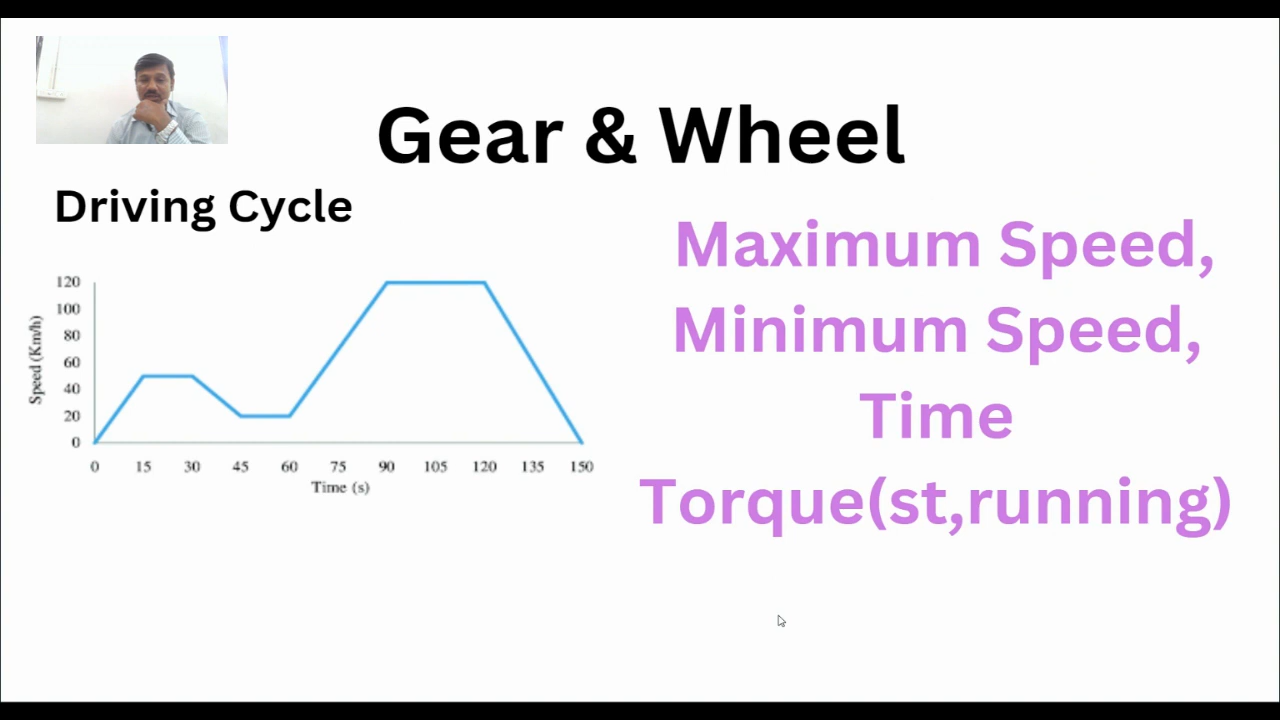 Gear & Wheel
Driving Cycle
Maximum Speed,
Minimum Speed,
Time
Torque(st,running)
Speed (Km/h)
120
100
80
60
40
20
0
0 15 30 45 60 75 90 105 120 135 150
Time (s)